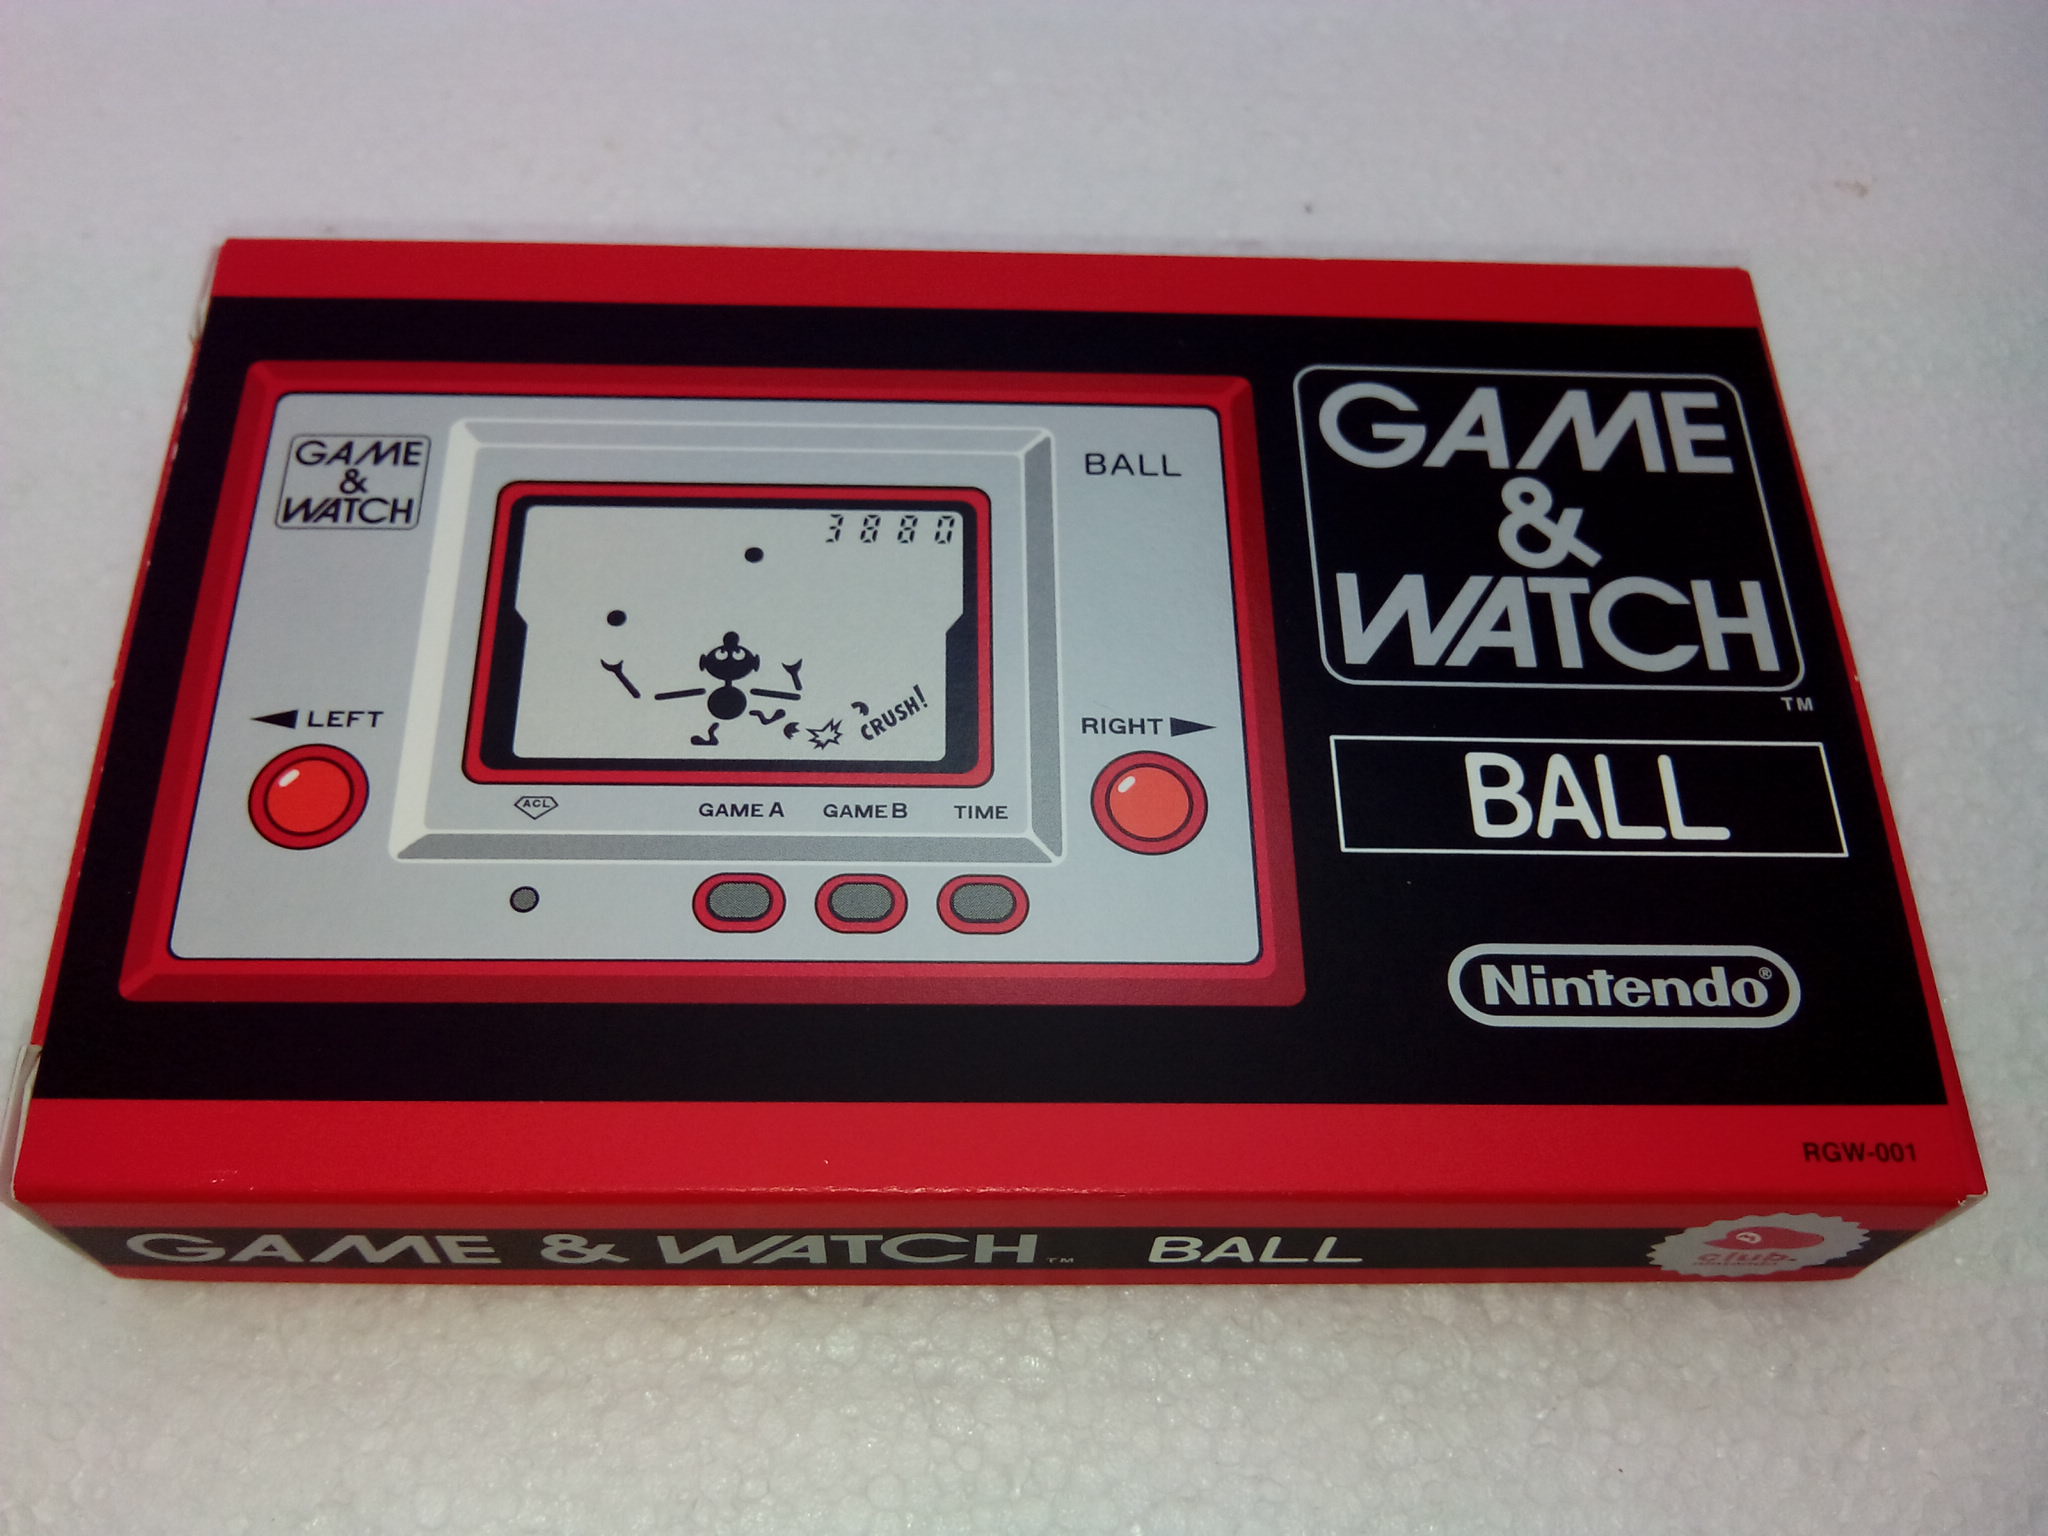 GAME
&
WATCH
BALL
3880
CRUSH!
LEFT
RIGHT
ACL
GAME A
GAME B
TIME
GAME
&
WATCH
TM
BALL
Nintendo®
RGW-001
GAME & WATCH TM BALL
club